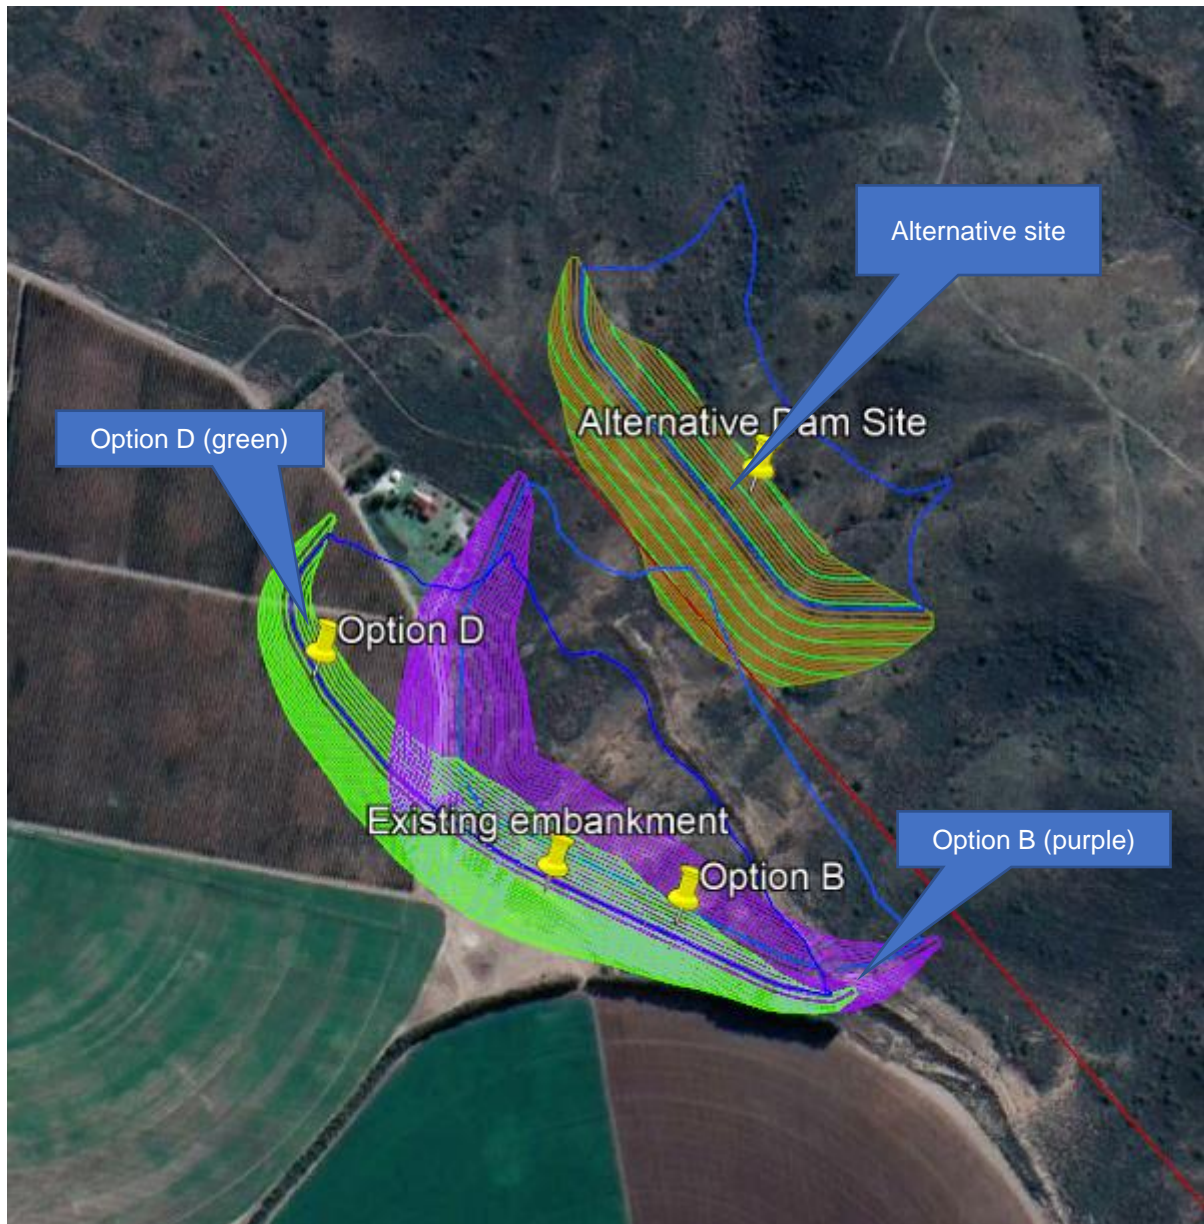 Alternative site
Alternative Dam Site
Option D (green)
Option D
Existing embankment
Option B (purple)
Option B